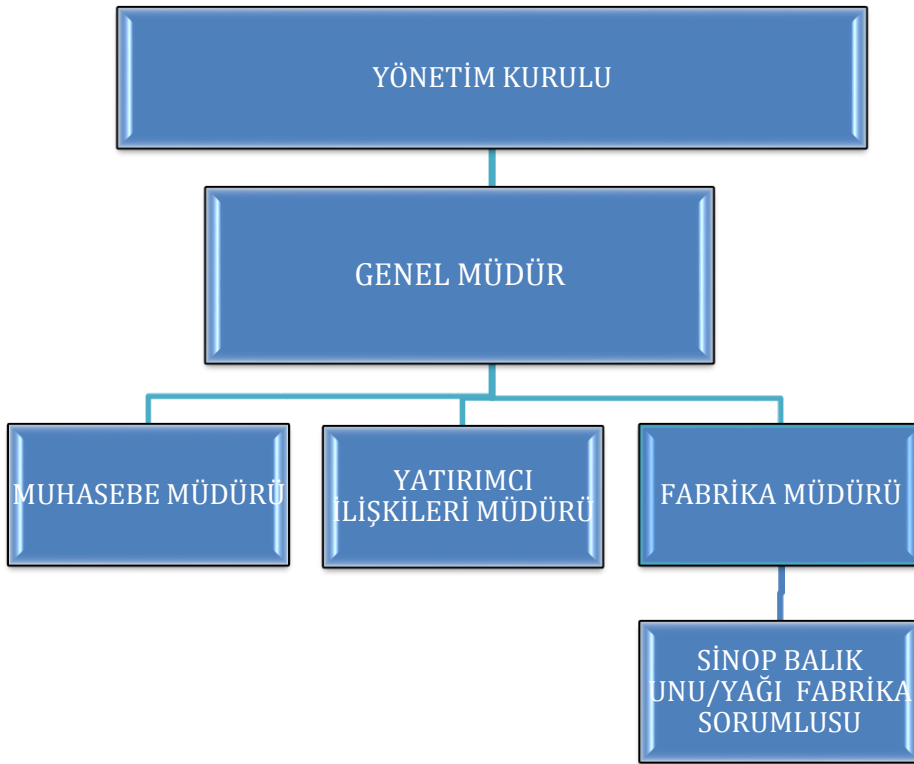 YÖNETİM KURULU
GENEL MÜDÜR
MUHASEBE MÜDÜRÜ
YATIRIMCI
İLİŞKİLERİ MÜDÜRÜ
FABRİKA MÜDÜRÜ
SİNOP BALIK
UNU/YAĞI FABRİKA
SORUMLUSU